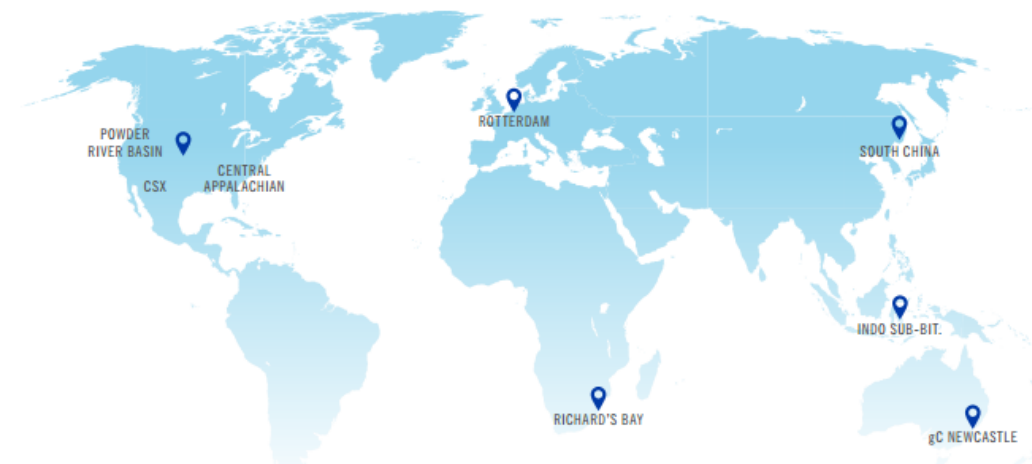 ROTTERDAM
POWDER
RIVER BASIN
SOUTH CHINA
CENTRAL
APPALACHIAN
CSX
INDO SUB-BIT.
RICHARD'S BAY
gC NEWCASTLE